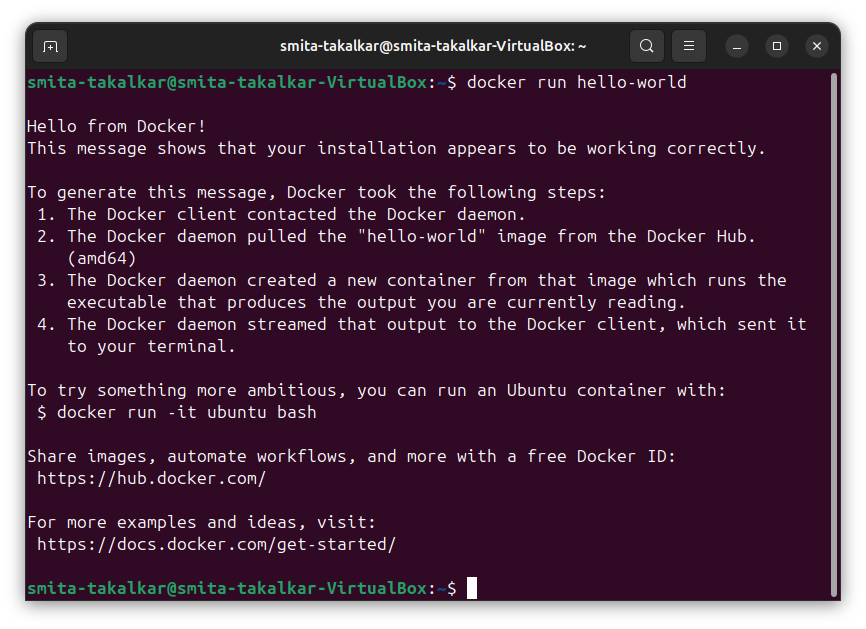 smita-takalkar@smita-takalkar-VirtualBox: ~
smita-takalkar@smita-takalkar-VirtualBox:~$ docker run hello-world
Hello from Docker!
This message shows that your installation appears to be working correctly.
To generate this message, Docker took the following steps:
1. The Docker client contacted the Docker daemon.
2. The Docker daemon pulled the "hello-world" image from the Docker Hub.
(amd64)
3. The Docker daemon created a new container from that image which runs the
executable that produces the output you are currently reading.
4. The Docker daemon streamed that output to the Docker client, which sent it
to your terminal.
To try something more ambitious, you can run an Ubuntu container with:
$ docker run -it ubuntu bash
Share images, automate workflows, and more with a free Docker ID:
https://hub.docker.com/
For more examples and ideas, visit:
https://docs.docker.com/get-started/
smita-takalkar@smita-takalkar-VirtualBox:~$